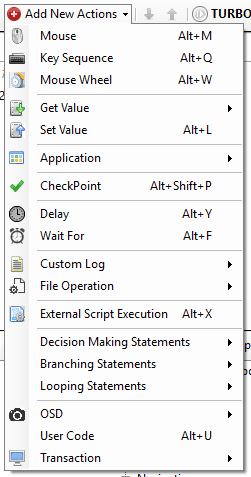 Add New Actions
TURBO
Mouse Alt+M
Key Sequence Alt+Q
Mouse Wheel Alt+W
Get Value
Set Value Alt+L
Application
CheckPoint Alt+Shift+P
Delay Alt+Y
Wait For Alt+F
Custom Log
File Operation
External Script Execution Alt+X
Decision Making Statements
Branching Statements
Looping Statements
OSD
User Code Alt+U
Transaction